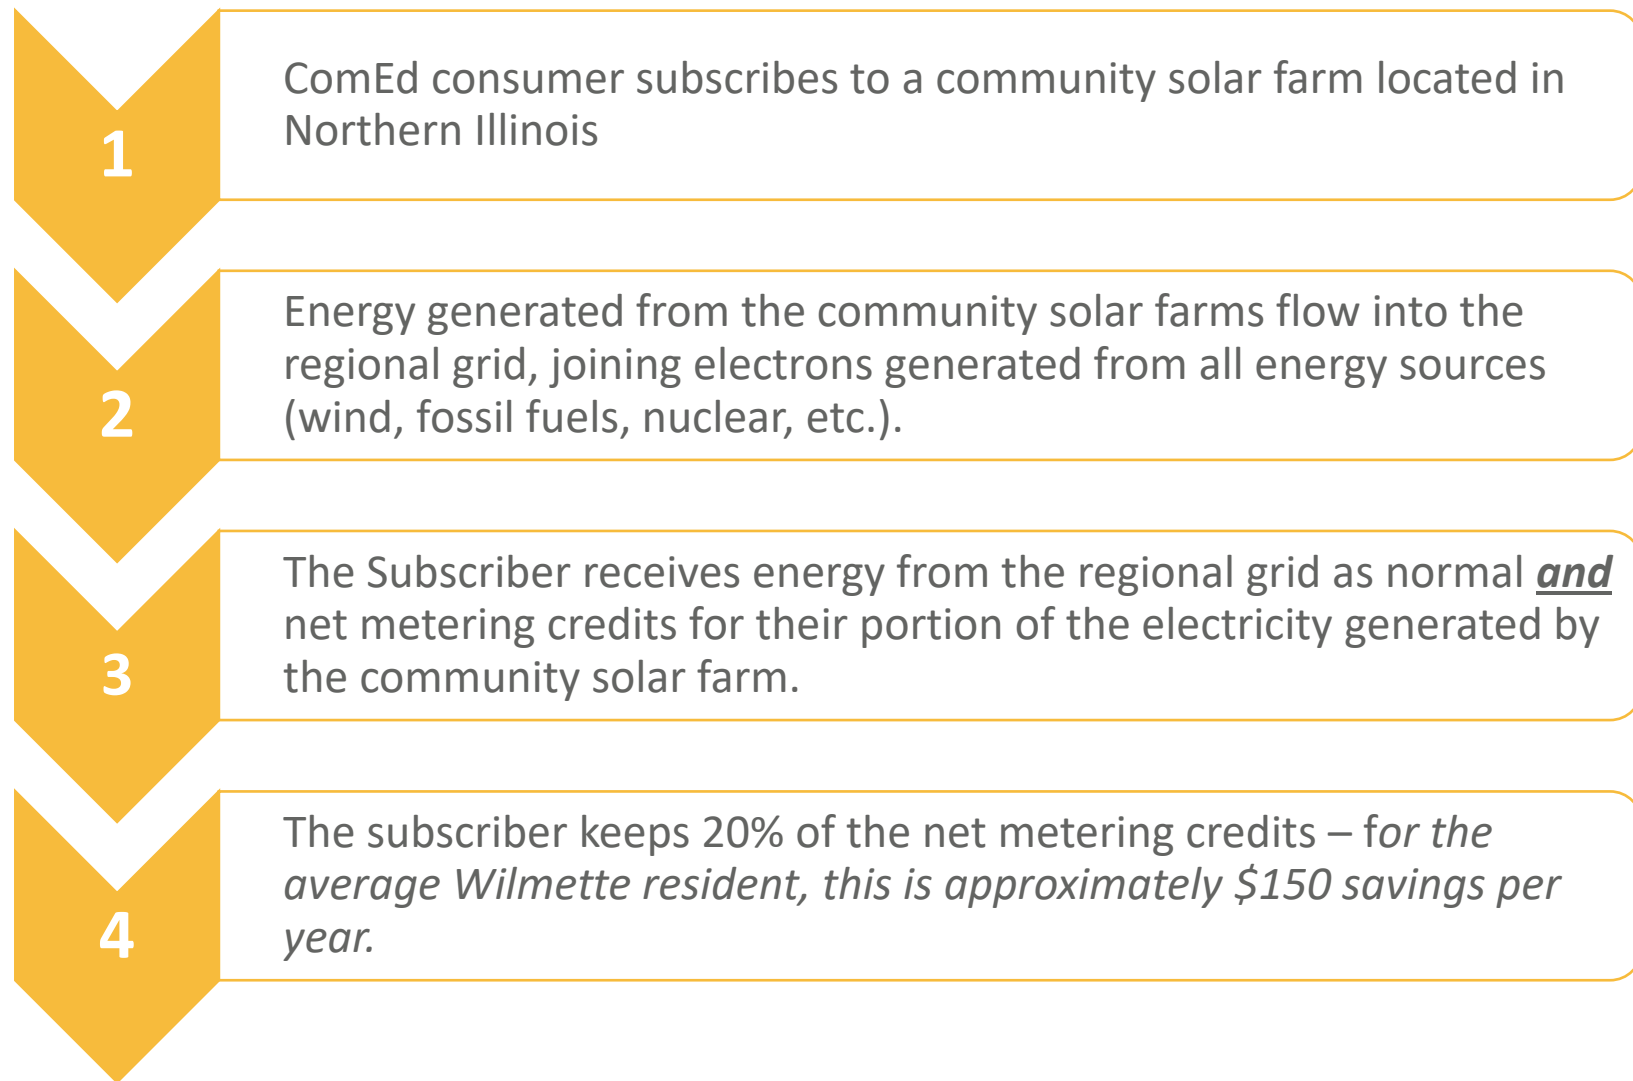 1
ComEd consumer subscribes to a community solar farm located in
Northern Illinois
2
Energy generated from the community solar farms flow into the
regional grid, joining electrons generated from all energy sources
(wind, fossil fuels, nuclear, etc.).
3
The Subscriber receives energy from the regional grid as normal and
net metering credits for their portion of the electricity generated by
the community solar farm.
4
The subscriber keeps 20% of the net metering credits – for the
average Wilmette resident, this is approximately $150 savings per
year.